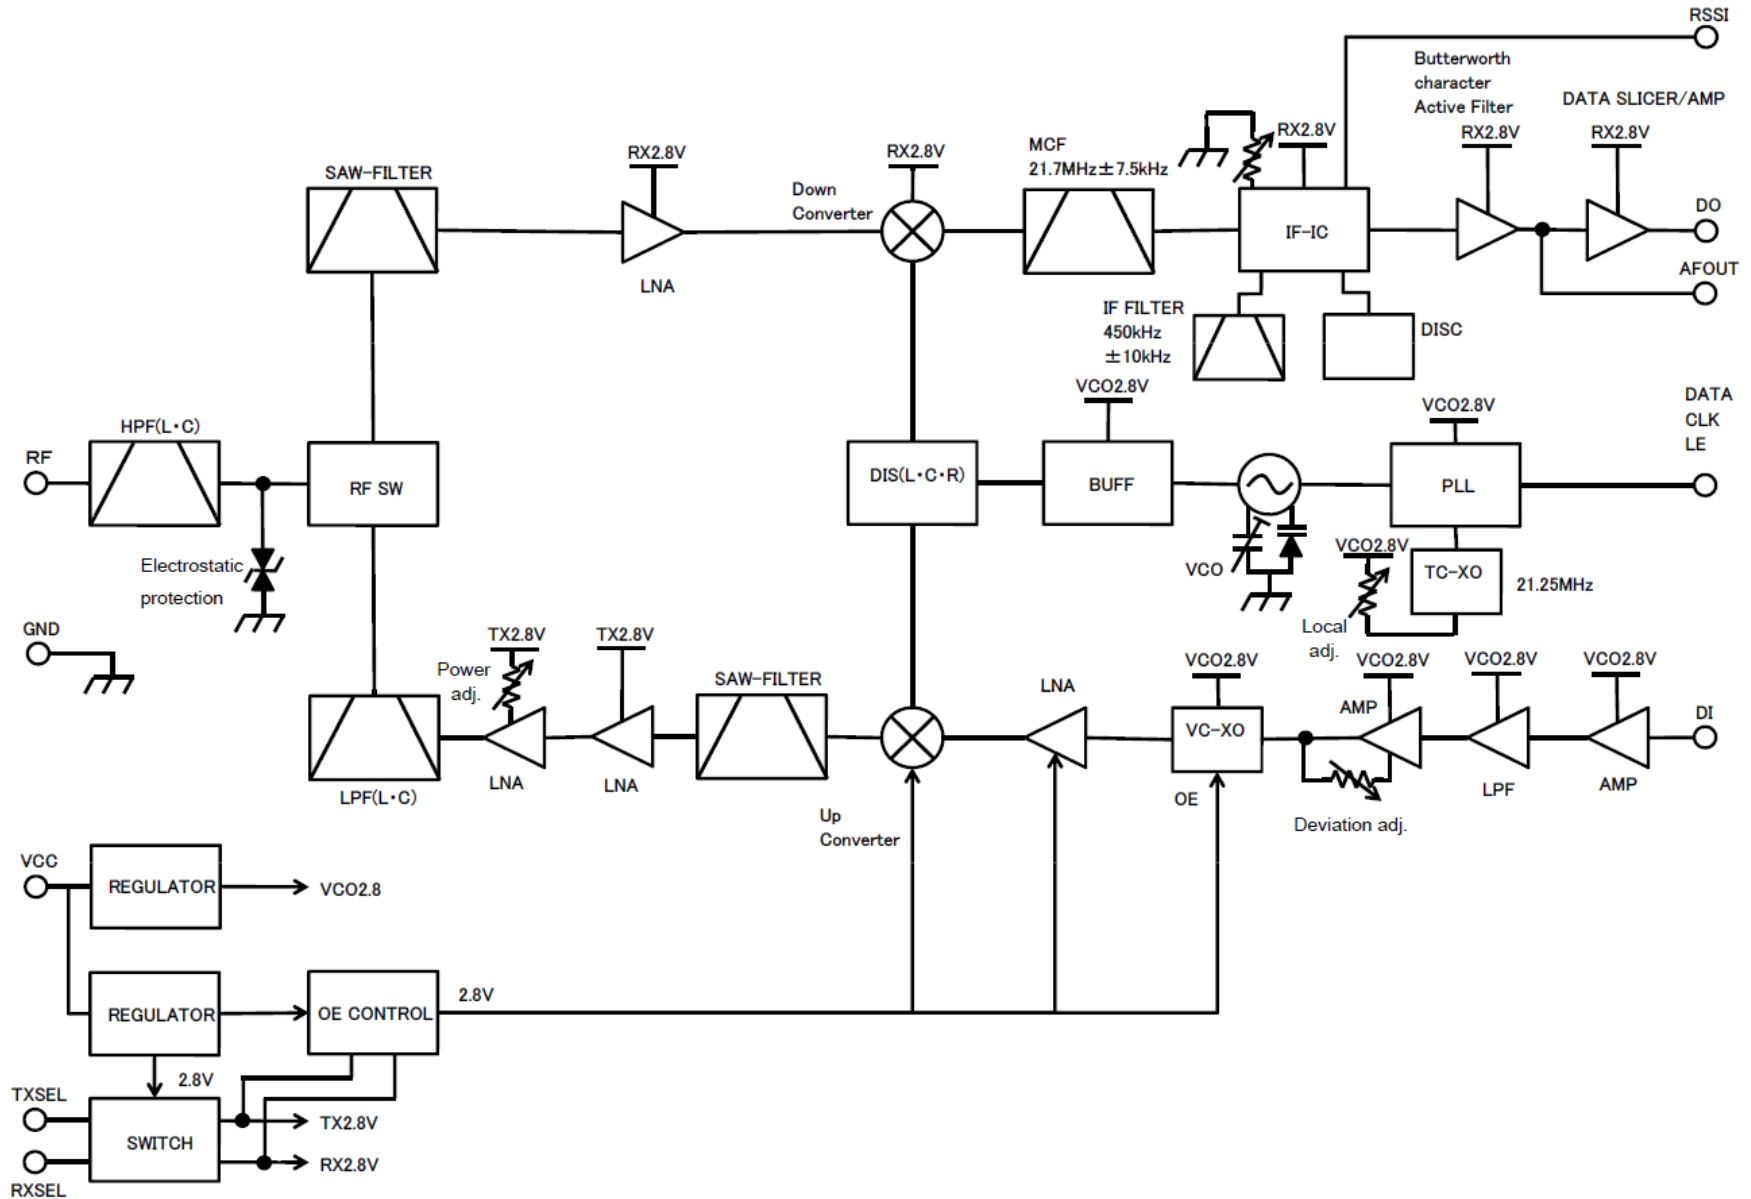 RSSI
Butterworth
character
Active Filter
DATA SLICER/AMP
RX2.8V
RX2.8V
RX2.8V
MCF
21.7MHz±7.5kHz
RX2.8V
RX2.8V
SAW-FILTER
Down
Converter
LNA
IF-IC
DO
AFOUT
IF FILTER
450kHz
±10kHz
DISC
VCO2.8V
VCO2.8V
DATA
CLK
LE
HPF(L・C)
RF
RF SW
DIS(L・C・R)
BUFF
PLL
Electrostatic
protection
VCO
VCO2.8V
TC-XO
21.25MHz
Local
adj.
GND
TX2.8V
TX2.8V
Power
adj.
SAW-FILTER
LNA
VCO2.8V
VCO2.8V
VCO2.8V
VCO2.8V
AMP
DI
VC-XO
LNA
LNA
LPF(L・C)
OE
LPF
AMP
Deviation adj.
Up
Converter
VCC
REGULATOR
VCO2.8
REGULATOR
OE CONTROL
2.8V
2.8V
TXSEL
SWITCH
TX2.8V
RX2.8V
RXSEL